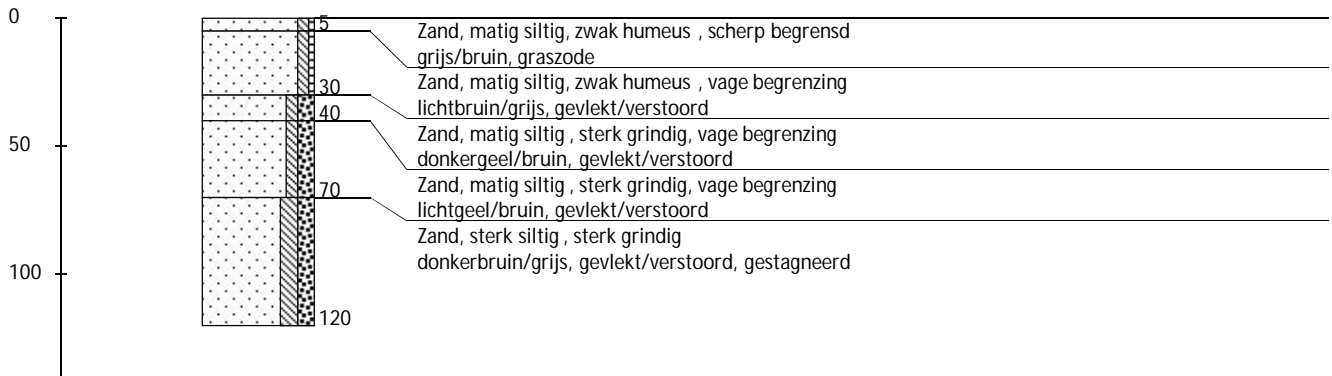 0
5
Zand, matig siltig, zwak humeus , scherp begrensd
grijs/bruin, graszode
Zand, matig siltig, zwak humeus , vage begrenzing
30
lichtbruin/grijs, gevlekt/verstoord
40
Zand, matig siltig , sterk grindig, vage begrenzing
50
donkergeel/bruin, gevlekt/verstoord
70
Zand, matig siltig , sterk grindig, vage begrenzing
lichtgeel/bruin, gevlekt/verstoord
Zand, sterk siltig , sterk grindig
donkerbruin/grijs, gevlekt/verstoord, gestagneerd
100
120